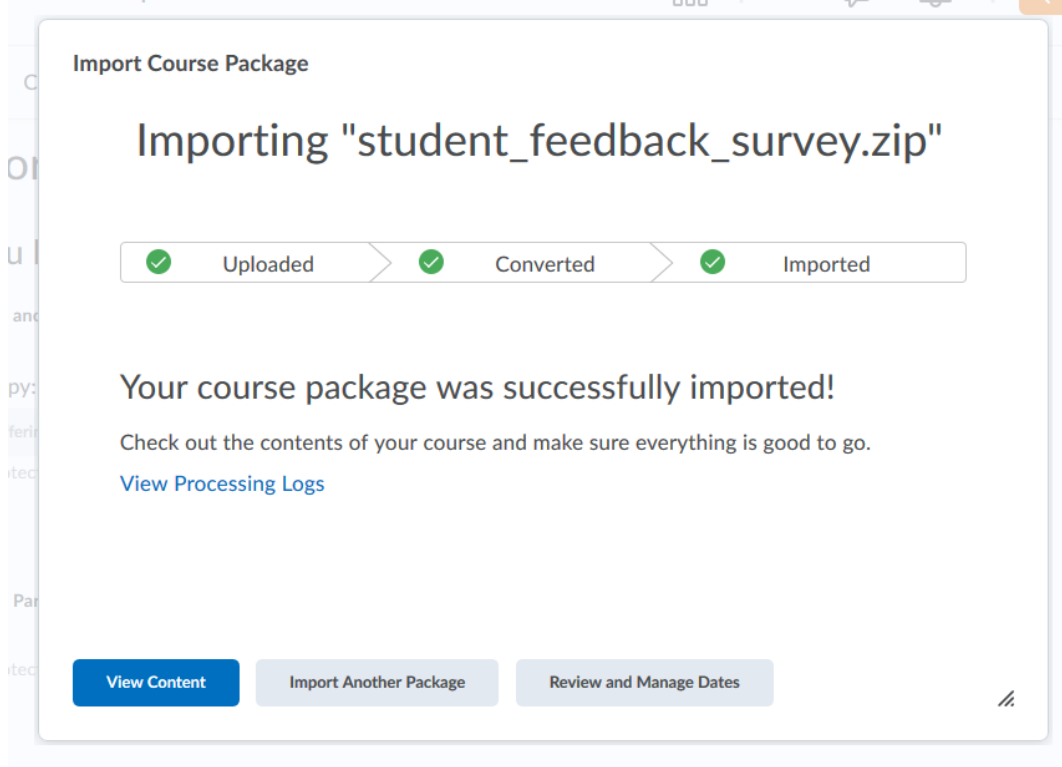 Import Course Package
Importing "student_feedback_survey.zip"
Uploaded
Converted
Imported
Your course package was successfully imported!
Check out the contents of your course and make sure everything is good to go.
View Processing Logs
View Content
Import Another Package
Review and Manage Dates